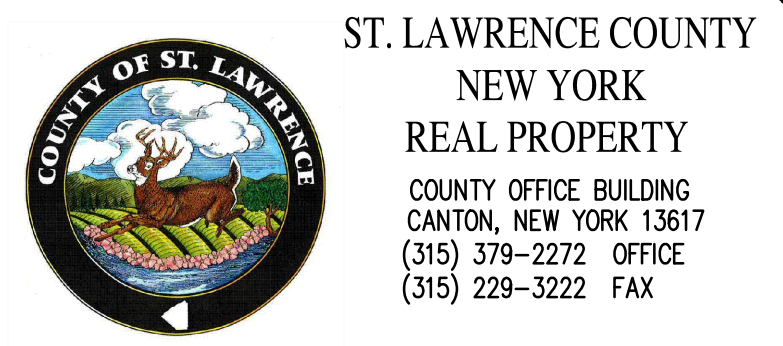 COUNTY OF ST. LAWRENCE
ST. LAWRENCE COUNTY
NEW YORK
REAL PROPERTY
COUNTY OFFICE BUILDING
CANTON, NEW YORK 13617
(315) 379-2272 OFFICE
(315) 229-3222 FAX